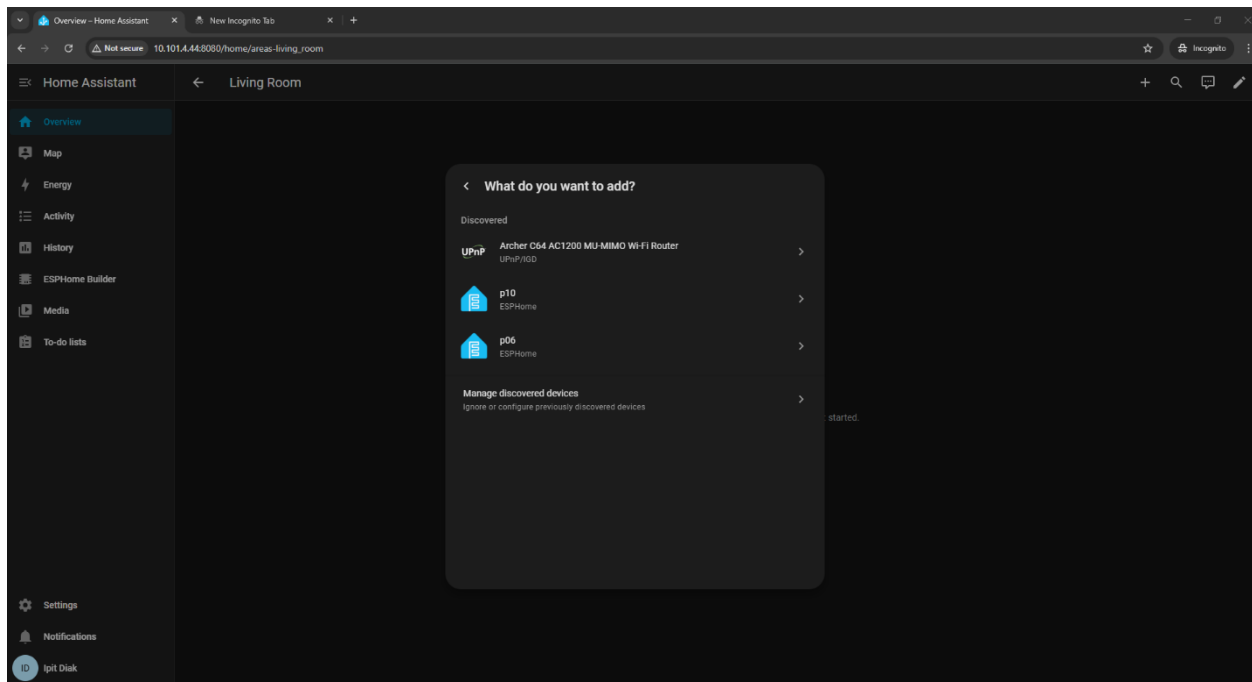 Overview – Home Assistant
New Incognito Tab
Not secure 10.101.4.44:8080/home/areas-living_room
Incognito
Home Assistant
Living Room
Overview
Map
Energy
Activity
History
ESPHome Builder
Media
To-do lists
What do you want to add?
Discovered
UPnP
Archer C64 AC1200 MU-MIMO Wi-Fi Router
UPnP/IGD
p10
ESPHome
p06
ESPHome
Manage discovered devices
Ignore or configure previously discovered devices
started.
Settings
Notifications
ID Ipit Diak